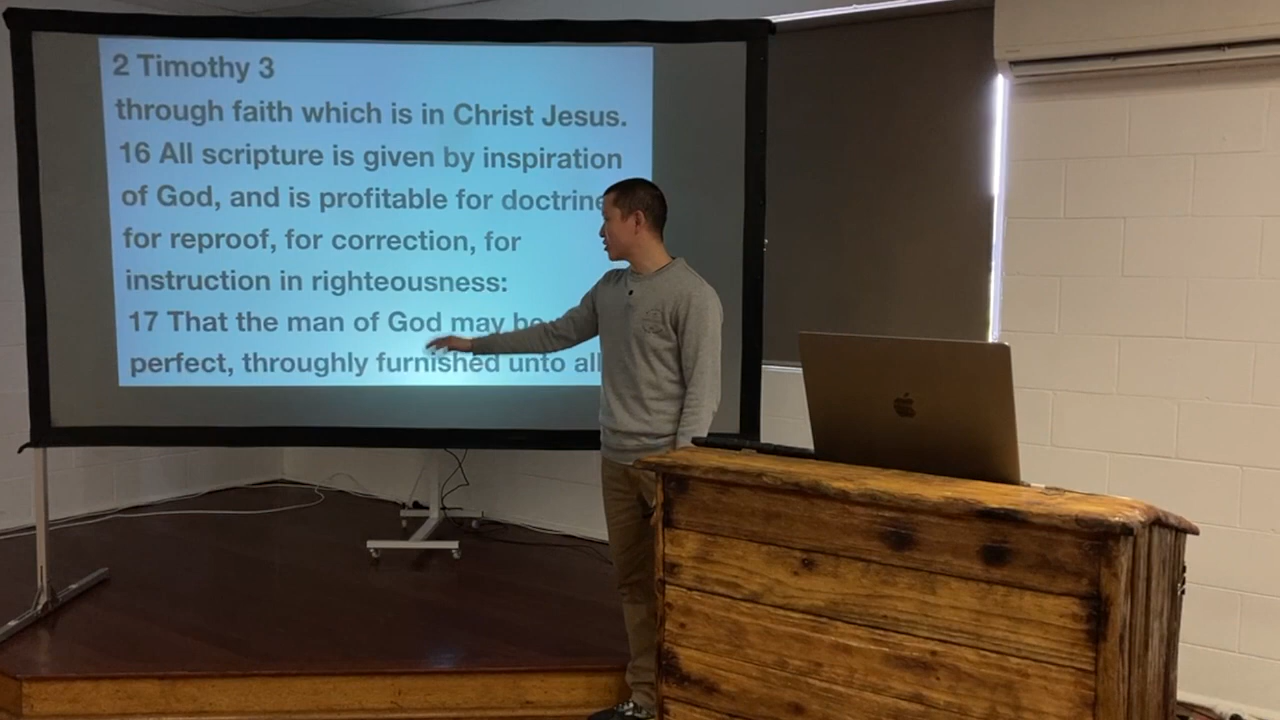 2 Timothy 3
through faith which is in Christ Jesus.
16 All scripture is given by inspiration
of God, and is profitable for doctrine
for reproof, for correction, for
instruction in righteousness:
17 That the man of God may be
perfect, throughly furnished unto all